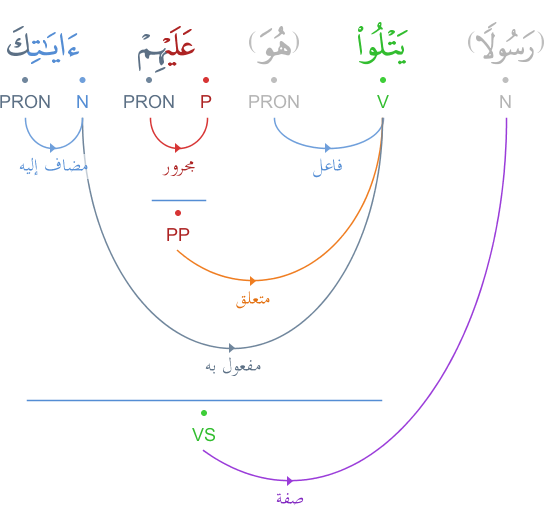 (رَسُولًا) يَتْلُوا۟ (هُوَ) عَلَيْهِمْ ءَايَـٰتِكَ
N V PRON P PRON N PRON
فاعل مجرور مضاف إليه
PP
متعلق
مفعول به
VS
صفة